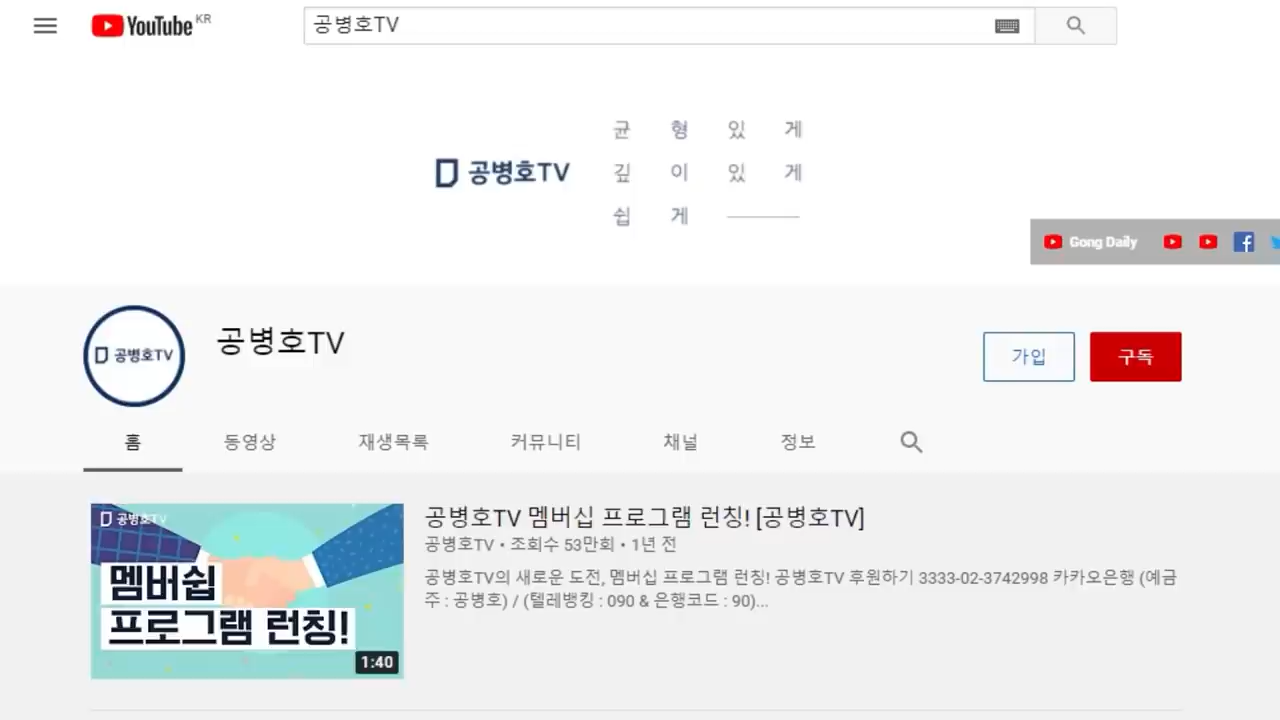 YouTube KR
공병호TV
균 형 있 게
공병호TV
깊 이 있 게
쉽 게
Gong Daily
공병호TV
공병호TV
가입
구독
홈
동영상
재생목록
커뮤니티
채널
정보
공병호TV
멤버쉽
프로그램 런칭!
1:40
공병호TV 멤버십 프로그램 런칭! [공병호TV]
공병호TV • 조회수 53만회 • 1년 전
공병호TV의 새로운 도전, 멤버십 프로그램 런칭! 공병호TV 후원하기 3333-02-3742998 카카오은행 (예금
주 : 공병호) / (텔레뱅킹 : 090 & 은행코드 : 90)...